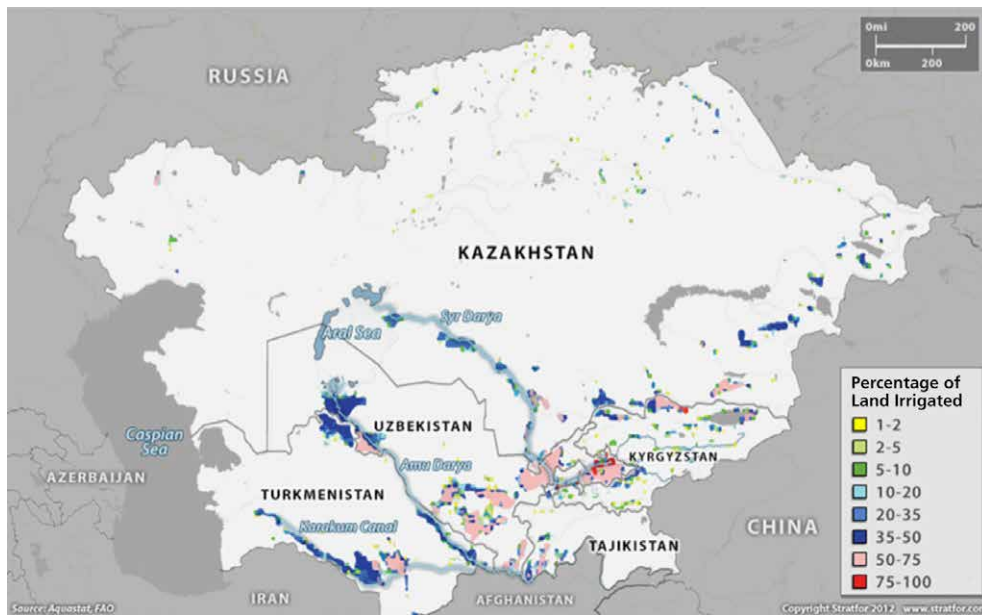 0mi 200
0km 200
RUSSIA
KAZAKHSTAN
Aral Sea
Syr Darya
Caspian
Sea
UZBEKISTAN
Amu Darya
KYRGYZSTAN
AZERBAIJAN
TURKMENISTAN
Karakum Canal
TAJIKISTAN
CHINA
IRAN
AFGHANISTAN
Percentage of
Land Irrigated
1-2
2-5
5-10
10-20
20-35
35-50
50-75
75-100
Source: Aquastat, FAO
Copyright Stratfor 2012 www.stratfor